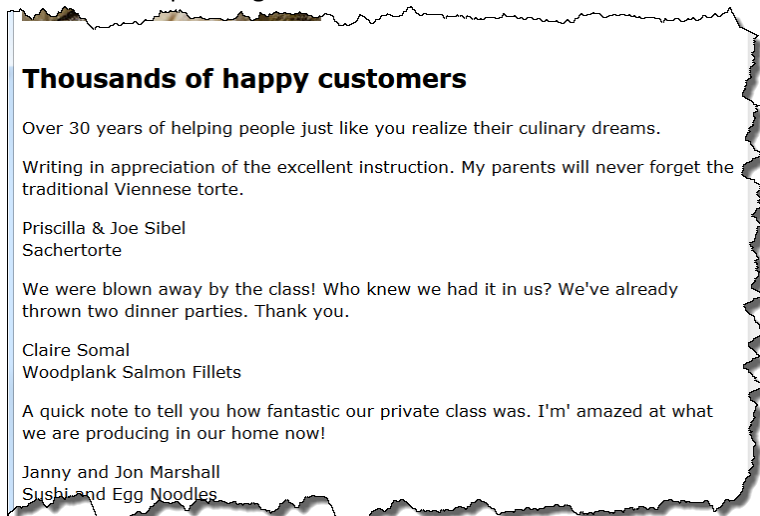 Thousands of happy customers
Over 30 years of helping people just like you realize their culinary dreams.
Writing in appreciation of the excellent instruction. My parents will never forget the
traditional Viennese torte.
Priscilla & Joe Sibel
Sachertorte
We were blown away by the class! Who knew we had it in us? We've already
thrown two dinner parties. Thank you.
Claire Somal
Woodplank Salmon Fillets
A quick note to tell you how fantastic our private class was. I'm' amazed at what
we are producing in our home now!
Janny and Jon Marshall
Sushi and Egg Noodles